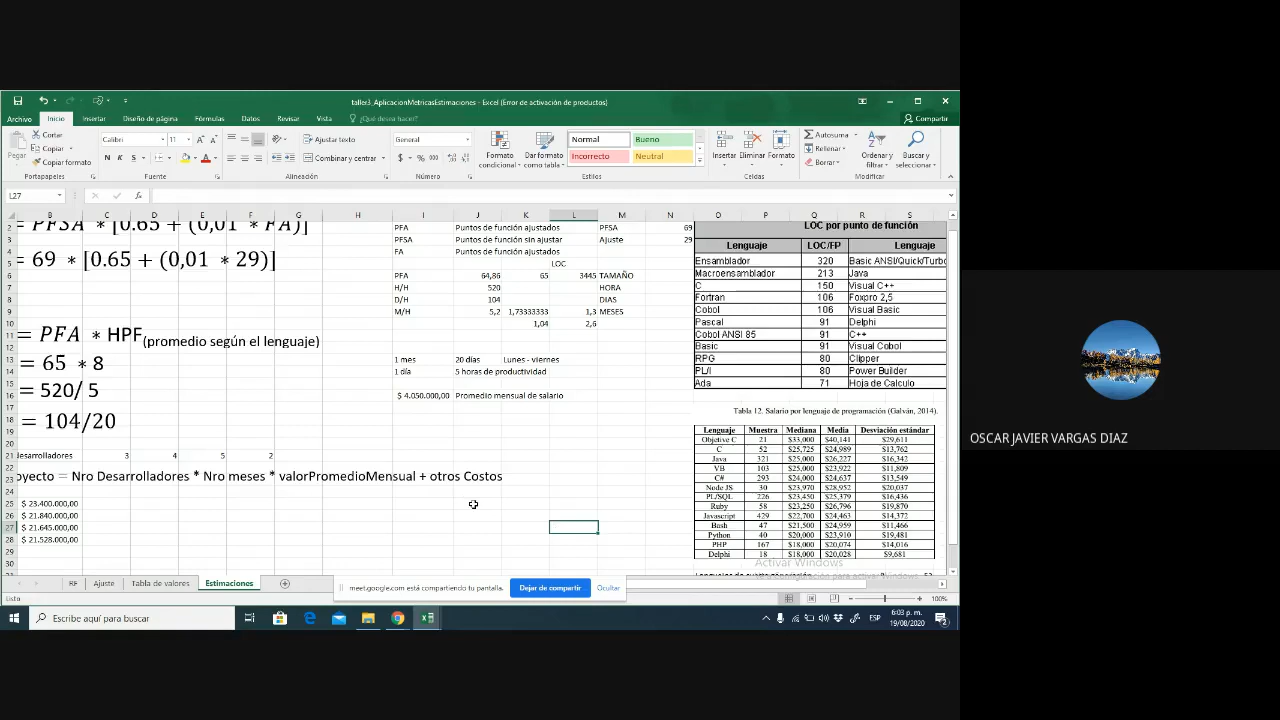 taller3_AplicacionMetricasEstimaciones - Excel (Error de activación de productos)
Archivo Inicio Insertar Diseño de página Fórmulas Datos Revisar Vista ¿Qué desea hacer? Compartir
Cortar
Copiar
Copiar formato
Pegar
Portapapeles
Calibri 11
N K S
Fuente
Ajustar texto
Combinar y centrar
Alineación
General
$ % 000
Número
Formato condicional
Dar formato como tabla
Normal Bueno
Incorrecto Neutral
Estilos
Insertar Eliminar Formato
Celdas
Autosuma
Rellenar
Borrar
Ordenar y filtrar
Buscar y seleccionar
Modificar
L27
fx
B C D E F G H I J K L M N O P Q R S
= PFSA * [0.65 + (0,01 * FA)]
= 69 * [0.65 + (0,01 * 29)]
= PFA * HPF(promedio según el lenguaje)
= 65 * 8
= 520/ 5
= 104/20
desarrolladores 3 4 5 2
oyecto = Nro Desarrolladores * Nro meses * valorPromedioMensual + otros Costos
$ 23.400.000,00
$ 21.840.000,00
$ 21.645.000,00
$ 21.528.000,00
PFA Puntos de función ajustados PFSA 69
PFSA Puntos de función sin ajustar Ajuste 29
FA Puntos de función ajustados
LOC
PFA 64,86 65 3445 TAMAÑO
H/H 520 HORA
D/H 104 DIAS
M/H 5,2 1,73333333 1,3 MESES
1,04 2,6
1 mes 20 días Lunes - viernes
1 día 5 horas de productividad
$ 4.050.000,00 Promedio mensual de salario
LOC por punto de función
Lenguaje LOC/FP Lenguaje
Ensamblador 320 Basic ANSI/Quick/Turbo
Macroensamblador 213 Java
C 150 Visual C++
Fortran 106 Foxpro 2,5
Cobol 106 Visual Basic
Pascal 91 Delphi
Cobol ANSI 85 91 C++
Basic 91 Visual Cobol
RPG 80 Clipper
PL/I 80 Power Builder
Ada 71 Hoja de Calculo
Tabla 12. Salario por lenguaje de programación (Galván, 2014).
Lenguaje Muestra Mediana Media Desviación estándar
Objetive C 21 $33,000 $40,141 $29,611
C 52 $25,725 $24,989 $13,762
Java 321 $25,000 $26,227 $16,342
VB 103 $25,000 $23,922 $11,809
C# 293 $24,000 $24,637 $13,549
Node JS 30 $23,970 $28,952 $20,037
PL/SQL 226 $23,450 $25,379 $16,436
Ruby 58 $23,250 $26,796 $19,870
Javascript 429 $22,700 $24,463 $14,372
Bash 47 $21,500 $24,959 $11,466
Python 40 $20,000 $23,910 $19,481
PHP 167 $18,000 $20,074 $14,016
Delphi 18 $18,000 $20,028 $9,681
Activar Windows
RF Ajuste Tabla de valores Estimaciones
meet.google.com está compartiendo tu pantalla. Dejar de compartir Ocultar
Listo 100%
Escribe aquí para buscar
ESP
6:03 p. m.
19/08/2020
2
OSCAR JAVIER VARGAS DIAZ